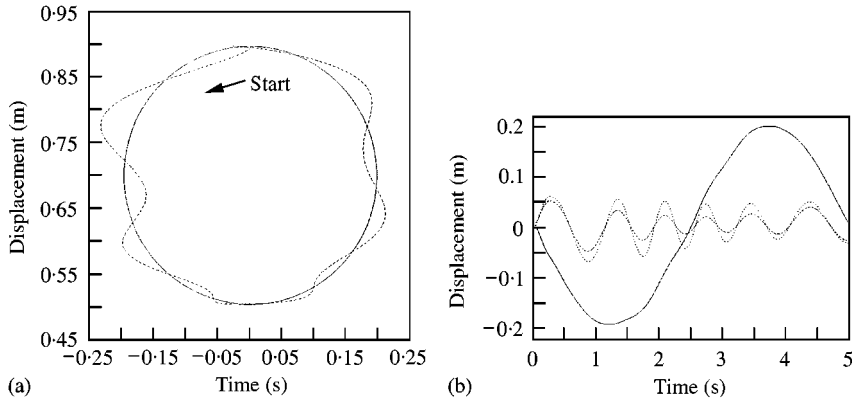 (a)
0·95
0·85
0·75
0·65
0·55
0·45
Displacement (m)
Start
−0·25 −0·15 −0·05 0·05 0·15 0·25
Time (s)
(b)
0.2
0.1
0
−0.1
−0.2
Displacement (m)
0 1 2 3 4 5
Time (s)